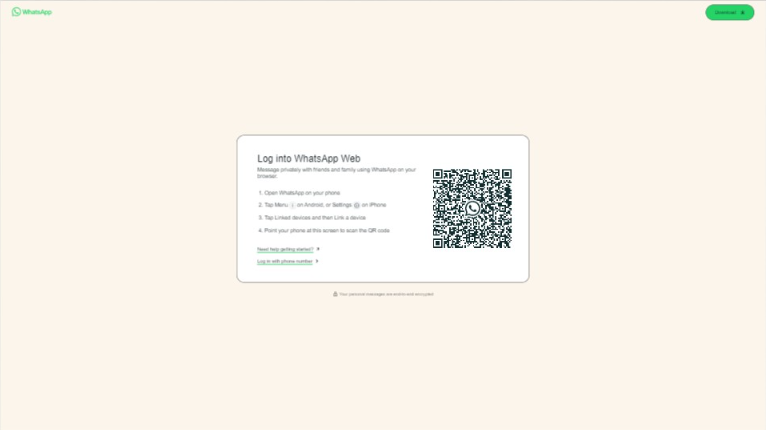 WhatsApp
Download
Log into WhatsApp Web
Message privately with friends and family using WhatsApp on your
browser.
1. Open WhatsApp on your phone
2. Tap Menu on Android, or Settings on iPhone
3. Tap Linked devices and then Link a device
4. Point your phone at this screen to scan the QR code
Need help getting started?
Log in with phone number
Your personal messages are end-to-end encrypted